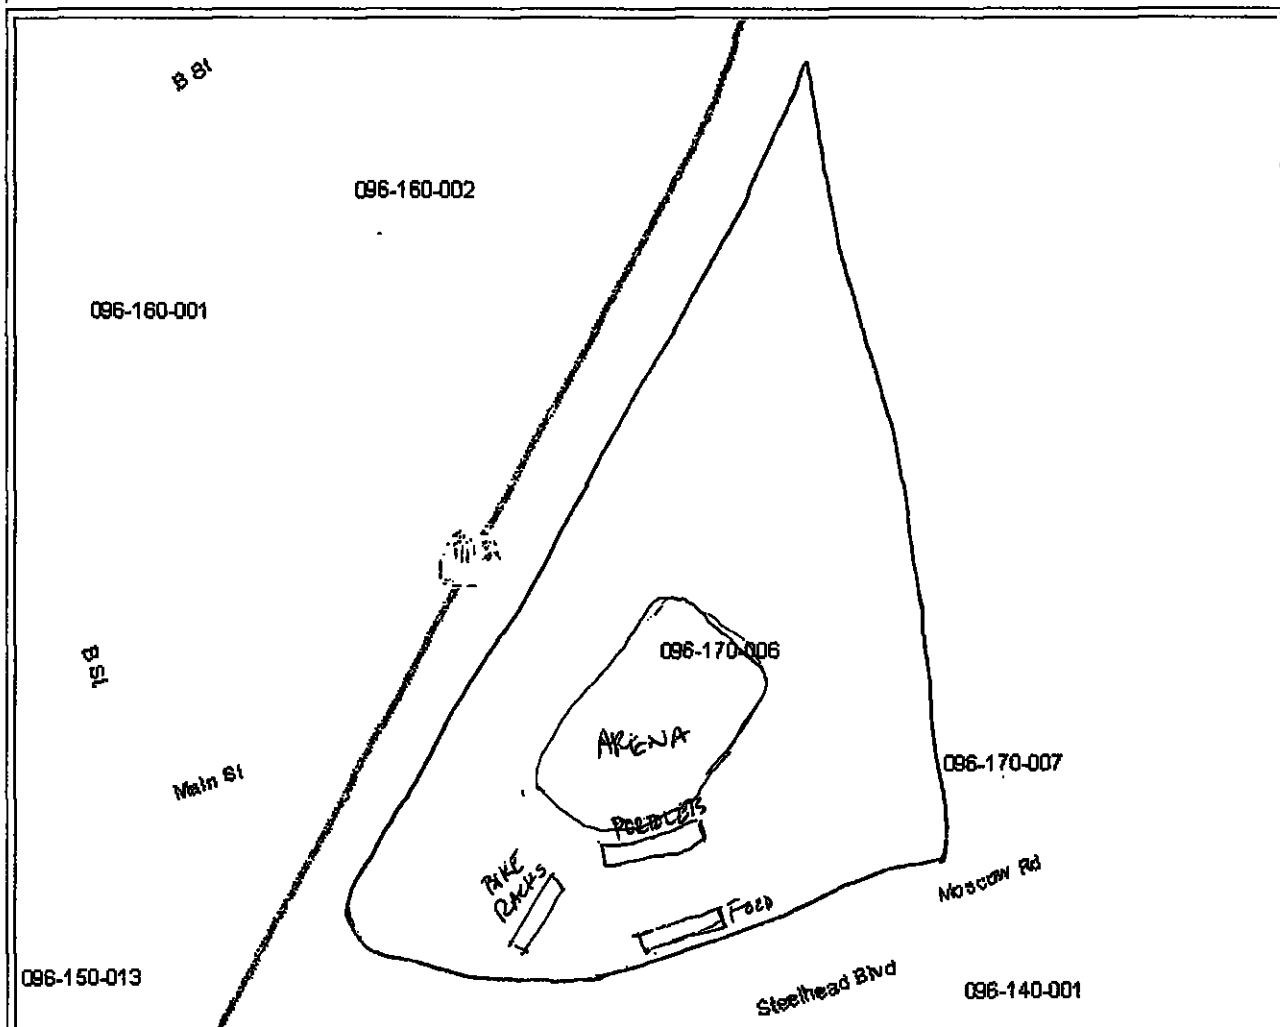 B St
096-160-002
096-160-001
096-170-006
B St.
ARENA
096-170-007
Main St
PORTOLETS
BIKE
RACKS
Moscow Rd
FOOD
096-150-013
Steelhead Blvd
096-140-001